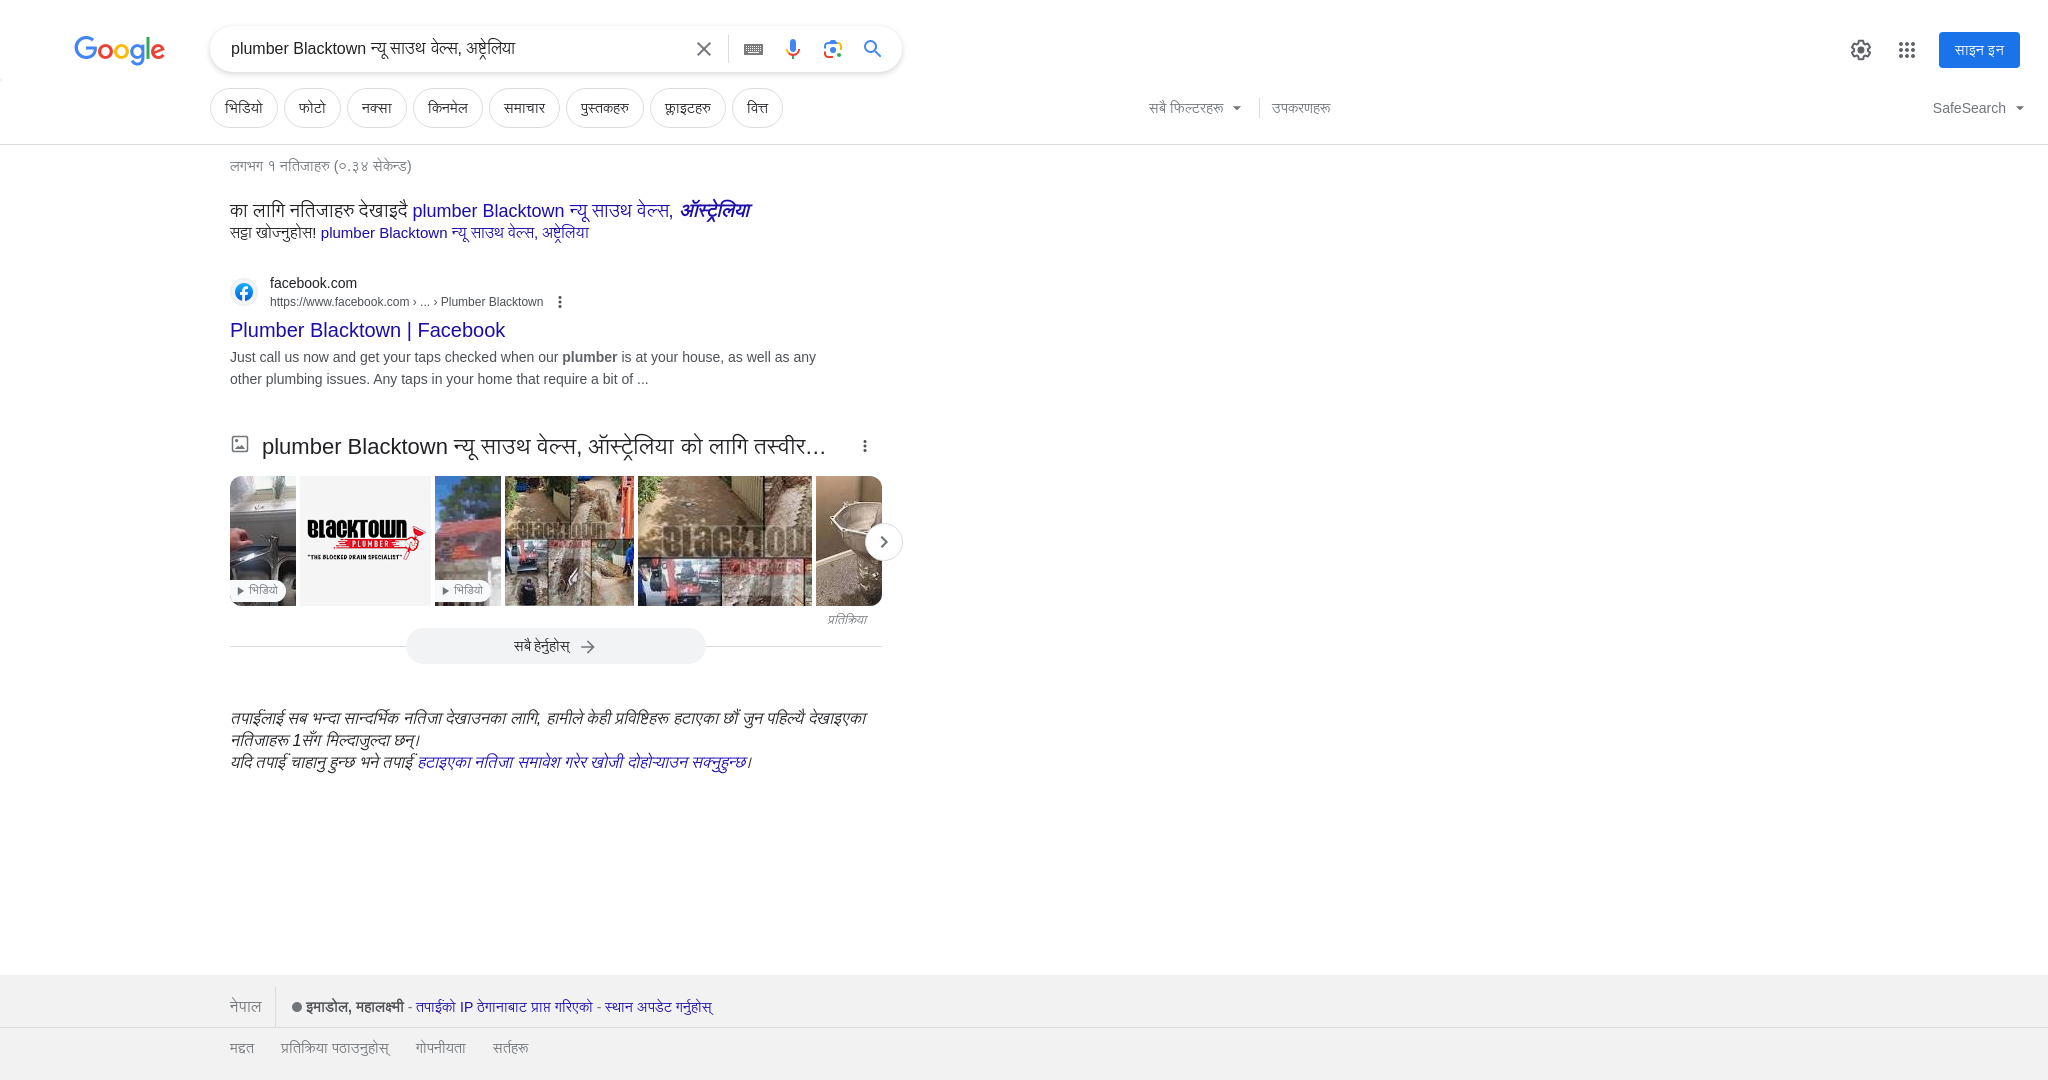 Google
plumber Blacktown न्यू साउथ वेल्स, अष्ट्रेलिया
साइन इन
भिडियो
फोटो
नक्सा
किनमेल
समाचार
पुस्तकहरु
फ्लाइटहरु
वित्त
सबै फिल्टरहरू
उपकरणहरू
SafeSearch
लगभग १ नतिजाहरु (०.३४ सेकेन्ड)
का लागि नतिजाहरु देखाइदै plumber Blacktown न्यू साउथ वेल्स, ऑस्ट्रेलिया
सट्टा खोज्नुहोस! plumber Blacktown न्यू साउथ वेल्स, अष्ट्रेलिया
facebook.com
https://www.facebook.com › ... › Plumber Blacktown
Plumber Blacktown | Facebook
Just call us now and get your taps checked when our plumber is at your house, as well as any
other plumbing issues. Any taps in your home that require a bit of ...
plumber Blacktown न्यू साउथ वेल्स, ऑस्ट्रेलिया को लागि तस्वीर…
BLACKTOWN
PLUMBER
"THE BLOCKED DRAIN SPECIALIST"
BLACKTOWN
भिडियो
भिडियो
प्रतिक्रिया
सबै हेर्नुहोस्
तपाईंलाई सब भन्दा सान्दर्भिक नतिजा देखाउनका लागि, हामीले केही प्रविष्टिहरू हटाएका छौं जुन पहिल्यै देखाइएका
नतिजाहरू 1सँग मिल्दाजुल्दा छन्।
यदि तपाईं चाहानु हुन्छ भने तपाईं हटाइएका नतिजा समावेश गरेर खोजी दोहोऱ्याउन सक्नुहुन्छ।
नेपाल
इमाडोल, महालक्ष्मी - तपाईंको IP ठेगानाबाट प्राप्त गरिएको - स्थान अपडेट गर्नुहोस्
मद्दत
प्रतिक्रिया पठाउनुहोस्
गोपनीयता
सर्तहरू